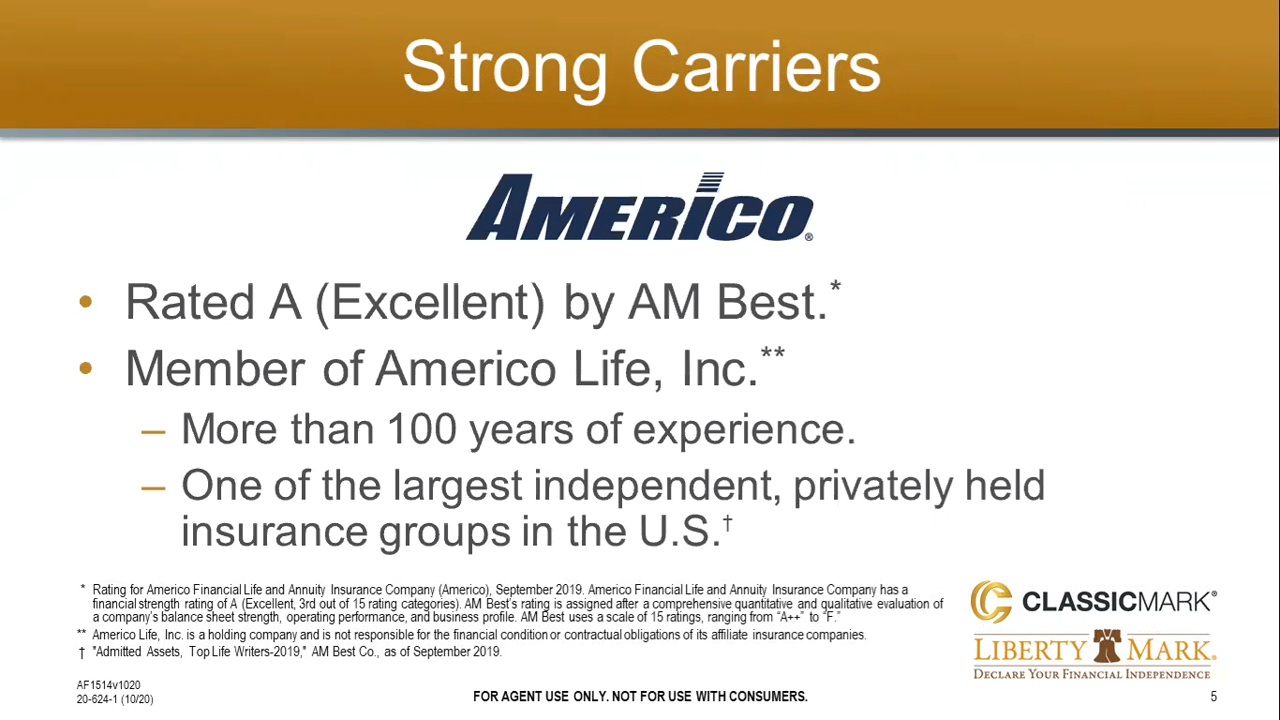 Strong Carriers
AMERICO®
• Rated A (Excellent) by AM Best.*
• Member of Americo Life, Inc.**
– More than 100 years of experience.
– One of the largest independent, privately held
insurance groups in the U.S.†
* Rating for Americo Financial Life and Annuity Insurance Company (Americo), September 2019. Americo Financial Life and Annuity Insurance Company has a
financial strength rating of A (Excellent, 3rd out of 15 rating categories). AM Best's rating is assigned after a comprehensive quantitative and qualitative evaluation of
a company's balance sheet strength, operating performance, and business profile. AM Best uses a scale of 15 ratings, ranging from "A++" to "F."
** Americo Life, Inc. is a holding company and is not responsible for the financial condition or contractual obligations of its affiliate insurance companies.
† "Admitted Assets, Top Life Writers-2019," AM Best Co., as of September 2019.
CLASSICMARK®
LIBERTY MARK®
DECLARE YOUR FINANCIAL INDEPENDENCE
AF1514v1020
20-624-1 (10/20)
FOR AGENT USE ONLY. NOT FOR USE WITH CONSUMERS.
5